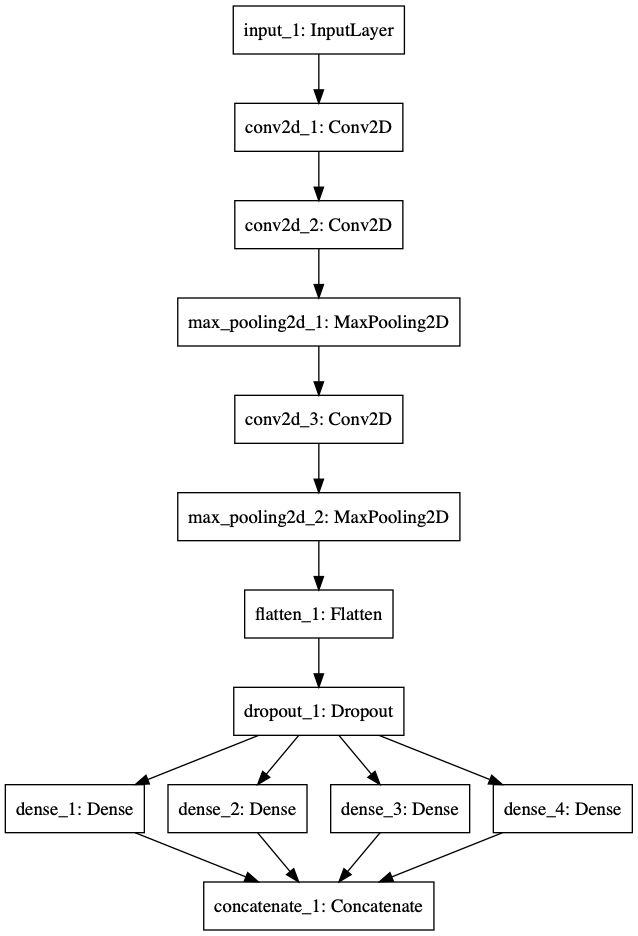 input_1: InputLayer
conv2d_1: Conv2D
conv2d_2: Conv2D
max_pooling2d_1: MaxPooling2D
conv2d_3: Conv2D
max_pooling2d_2: MaxPooling2D
flatten_1: Flatten
dropout_1: Dropout
dense_1: Dense
dense_2: Dense
dense_3: Dense
dense_4: Dense
concatenate_1: Concatenate